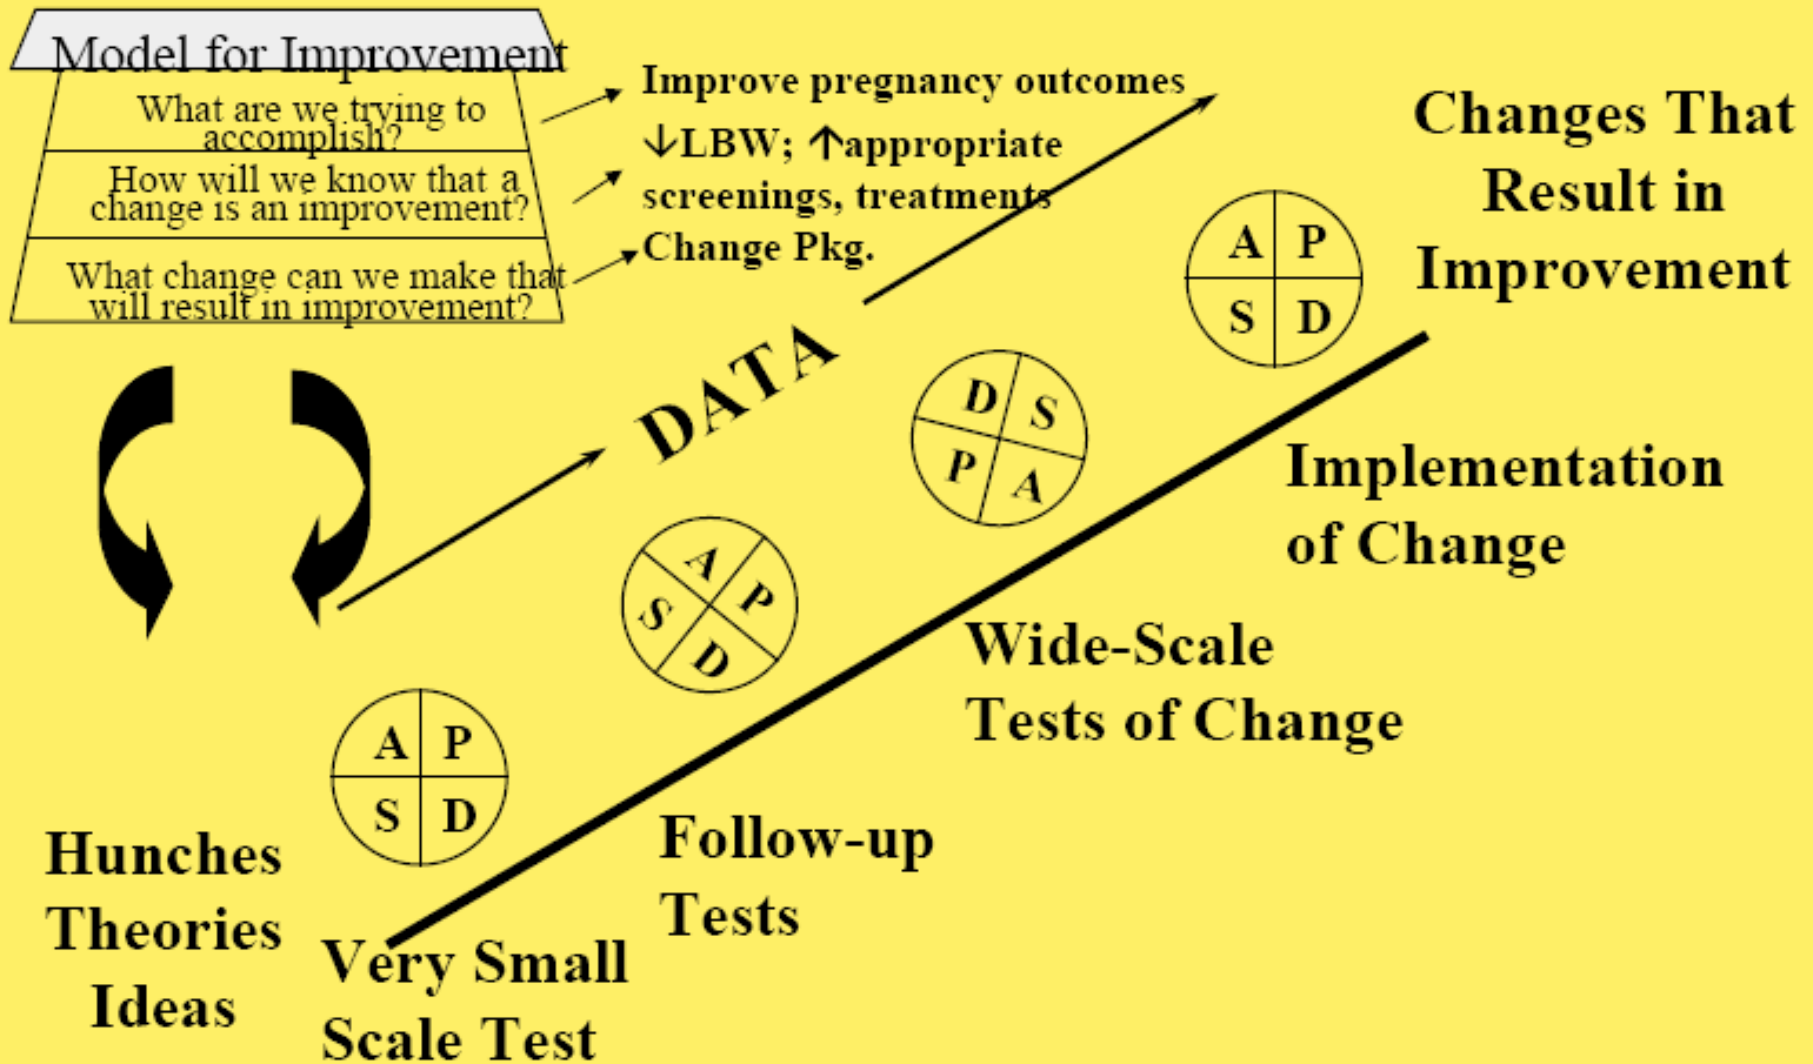 Model for Improvement
What are we trying to
accomplish?
How will we know that a
change is an improvement?
What change can we make that
will result in improvement?
Improve pregnancy outcomes
↓LBW; ↑appropriate
screenings, treatments
Change Pkg.
Changes That
Result in
Improvement
DATA
A P
S D
D S
P A
A P
S D
A P
S D
Implementation
of Change
Wide-Scale
Tests of Change
Follow-up
Tests
Very Small
Scale Test
Hunches
Theories
Ideas